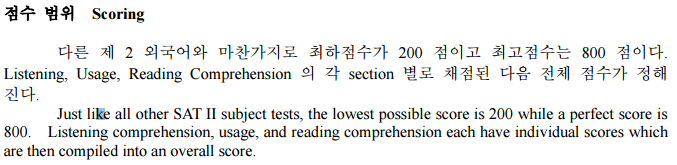 점수 범위 Scoring
다른 제 2 외국어와 마찬가지로 최하점수가 200 점이고 최고점수는 800 점이다.
Listening, Usage, Reading Comprehension 의 각 section 별로 채점된 다음 전체 점수가 정해
진다.
Just like all other SAT II subject tests, the lowest possible score is 200 while a perfect score is
800. Listening comprehension, usage, and reading comprehension each have individual scores which
are then compiled into an overall score.